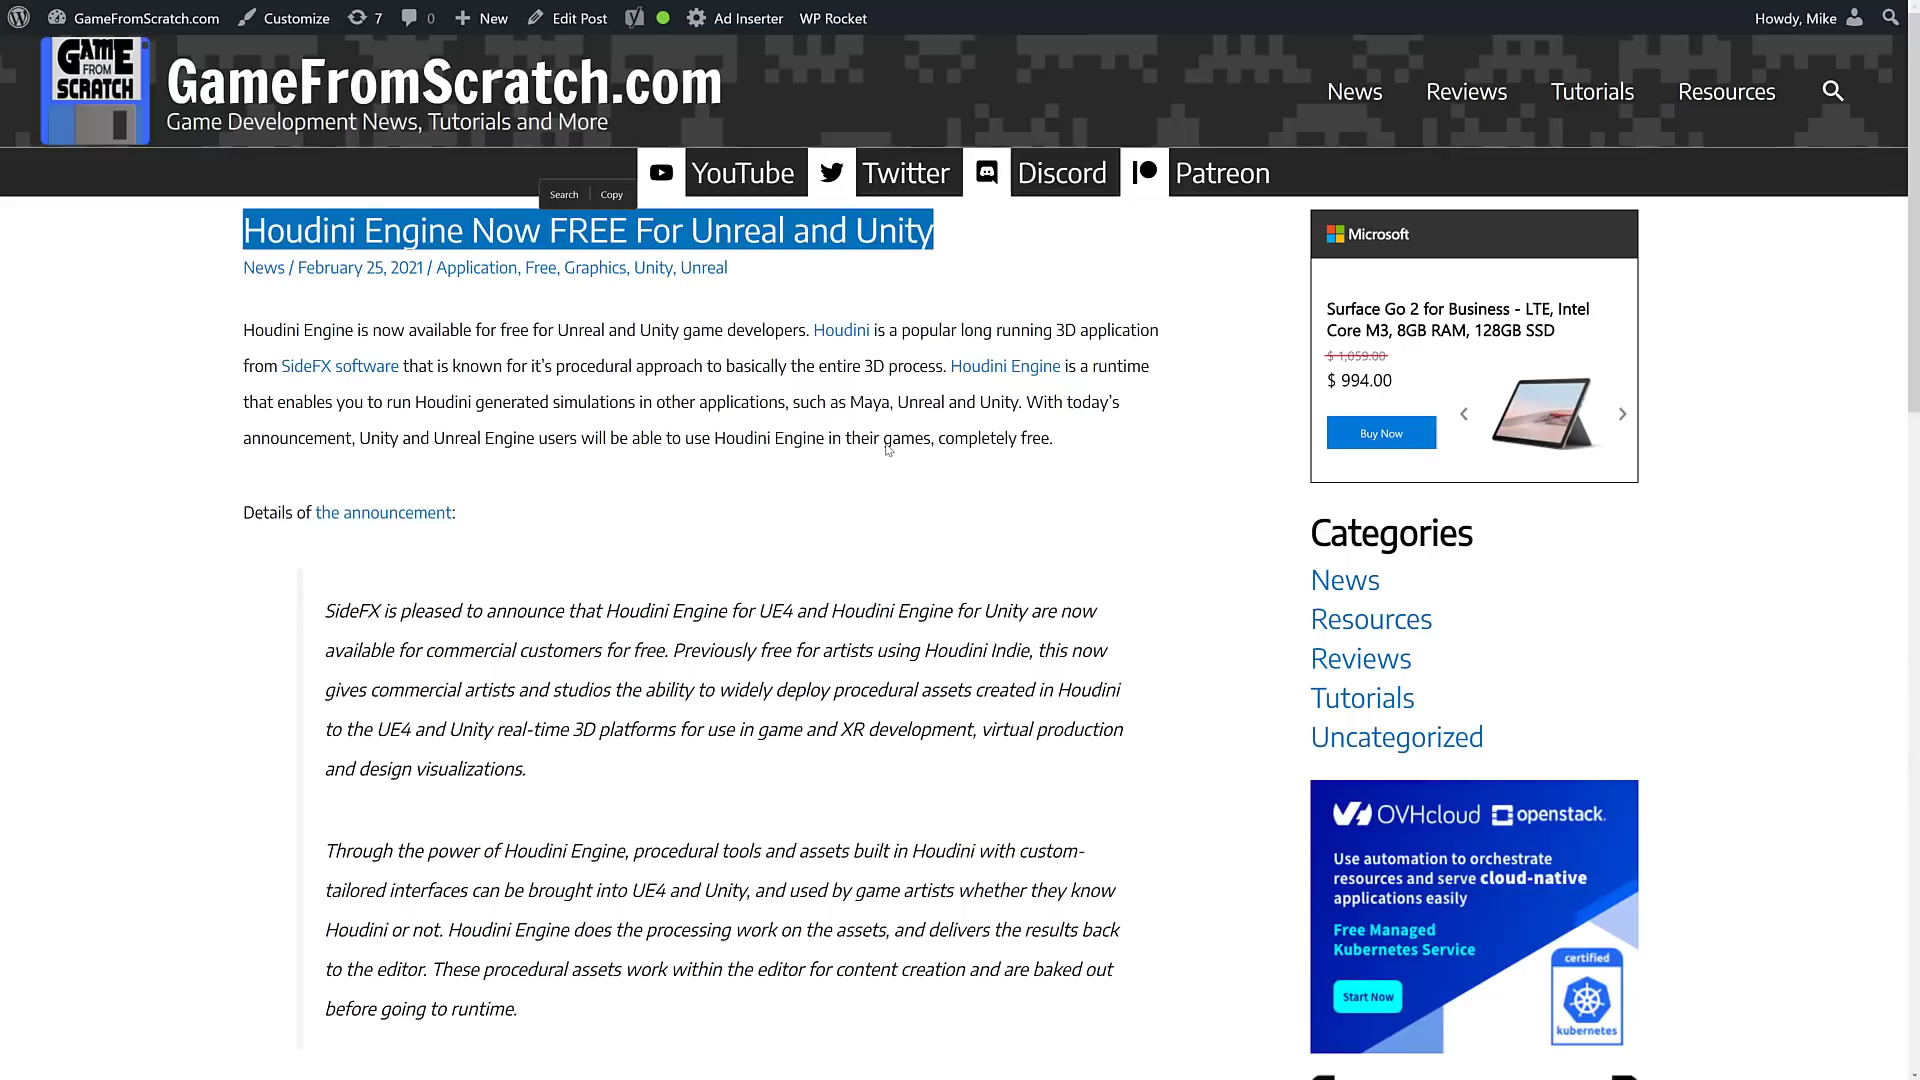 GameFromScratch.com Customize 7 0 New Edit Post Ad Inserter WP Rocket Howdy, Mike
GAME FROM SCRATCH
GameFromScratch.com
Game Development News, Tutorials and More
News Reviews Tutorials Resources
YouTube Twitter Discord Patreon
Search Copy
Houdini Engine Now FREE For Unreal and Unity
News / February 25, 2021 / Application, Free, Graphics, Unity, Unreal
Houdini Engine is now available for free for Unreal and Unity game developers. Houdini is a popular long running 3D application
from SideFX software that is known for it's procedural approach to basically the entire 3D process. Houdini Engine is a runtime
that enables you to run Houdini generated simulations in other applications, such as Maya, Unreal and Unity. With today's
announcement, Unity and Unreal Engine users will be able to use Houdini Engine in their games, completely free.
Details of the announcement:
SideFX is pleased to announce that Houdini Engine for UE4 and Houdini Engine for Unity are now
available for commercial customers for free. Previously free for artists using Houdini Indie, this now
gives commercial artists and studios the ability to widely deploy procedural assets created in Houdini
to the UE4 and Unity real-time 3D platforms for use in game and XR development, virtual production
and design visualizations.
Through the power of Houdini Engine, procedural tools and assets built in Houdini with custom-
tailored interfaces can be brought into UE4 and Unity, and used by game artists whether they know
Houdini or not. Houdini Engine does the processing work on the assets, and delivers the results back
to the editor. These procedural assets work within the editor for content creation and are baked out
before going to runtime.
Microsoft
Surface Go 2 for Business - LTE, Intel
Core M3, 8GB RAM, 128GB SSD
$ 1,059.00
$ 994.00
Buy Now
Categories
News
Resources
Reviews
Tutorials
Uncategorized
OVHcloud openstack.
Use automation to orchestrate
resources and serve cloud-native
applications easily
Free Managed
Kubernetes Service
Start Now
certified
kubernetes